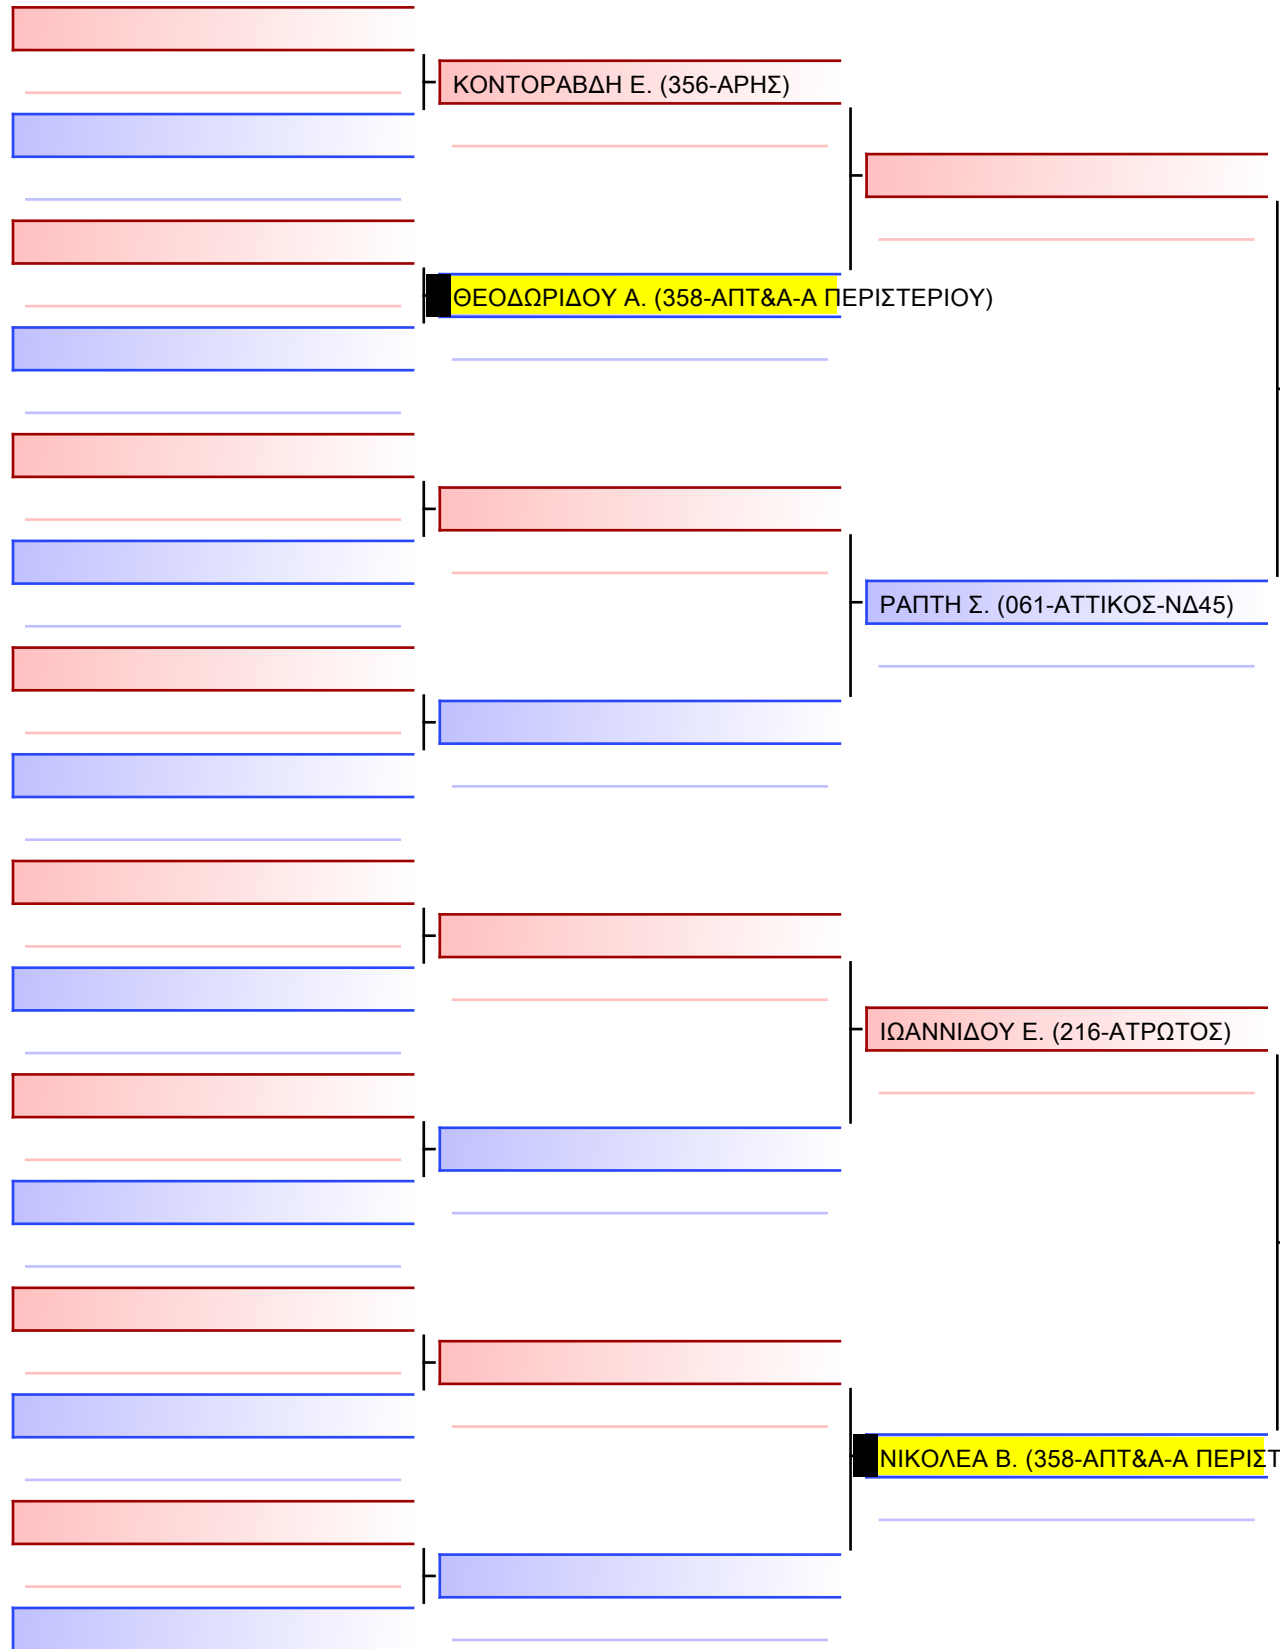 ΚΟΝΤΟΡΑΒΔΗ Ε. (356-ΑΡΗΣ)
ΘΕΟΔΩΡΙΔΟΥ Α. (358-ΑΠΤ&Α-Α ΠΕΡΙΣΤΕΡΙΟΥ)
ΡΑΠΤΗ Σ. (061-ΑΤΤΙΚΟΣ-ΝΔ45)
ΙΩΑΝΝΙΔΟΥ Ε. (216-ΑΤΡΩΤΟΣ)
ΝΙΚΟΛΕΑ Β. (358-ΑΠΤ&Α-Α ΠΕΡΙΣΤ